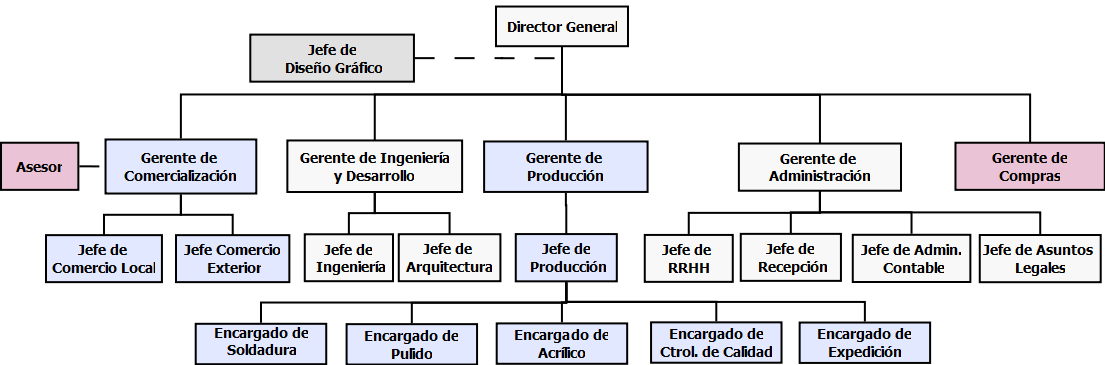 Director General
Jefe de
Diseño Gráfico
Asesor
Gerente de
Comercialización
Gerente de Ingeniería
y Desarrollo
Gerente de
Producción
Gerente de
Administración
Gerente de
Compras
Jefe de
Comercio Local
Jefe Comercio
Exterior
Jefe de
Ingeniería
Jefe de
Arquitectura
Jefe de
Producción
Jefe de
RRHH
Jefe de
Recepción
Jefe de Admin.
Contable
Jefe de Asuntos
Legales
Encargado de
Soldadura
Encargado de
Pulido
Encargado de
Acrílico
Encargado de
Ctrol. de Calidad
Encargado de
Expedición